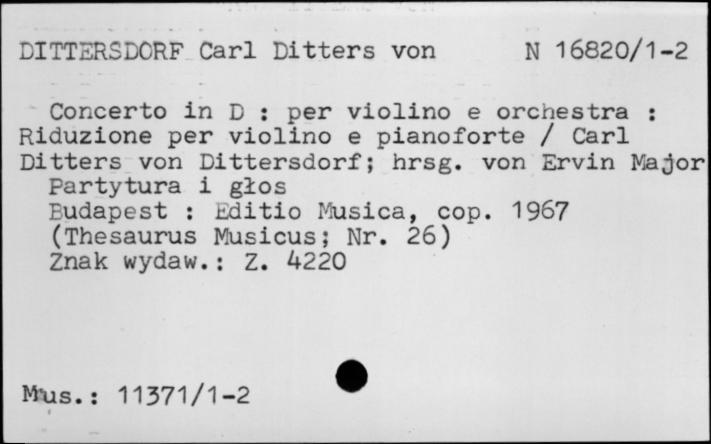 DITTERSDORF Carl Ditters von N 16820/1-2
Concerto in D : per violino e orchestra :
Riduzione per violino e pianoforte / Carl
Ditters von Dittersdorf; hrsg. von Ervin Major
Partytura i głos
Budapest : Editio Musica, cop. 1967
(Thesaurus Musicus; Nr. 26)
Znak wydaw.: Z. 4220
Mus.: 11371/1-2